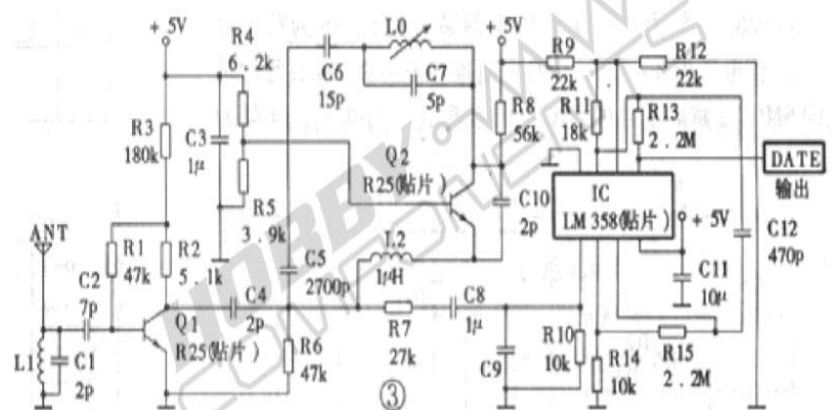 + 5V
R4
6.2k
L0
+ 5V
C6
15p
C7
5p
R9
22k
R12
22k
R3
180k
C3
1μ
R8
56k
R11
18k
R13
2.2M
Q2
R25(贴片)
DATE
输出
R5
3.9k
C10
2p
IC
LM 358(贴片)
+ 5V
ANT
R1
47k
R2
5.1k
C5
2700p
L2
1μH
C12
470p
C2
7p
C4
2p
C8
1μ
C11
10μ
Q1
R25(贴片)
R7
27k
L1
C1
2p
R6
47k
C9
R10
10k
R14
10k
R15
2.2M
③
HOBBY
COMPONENTS